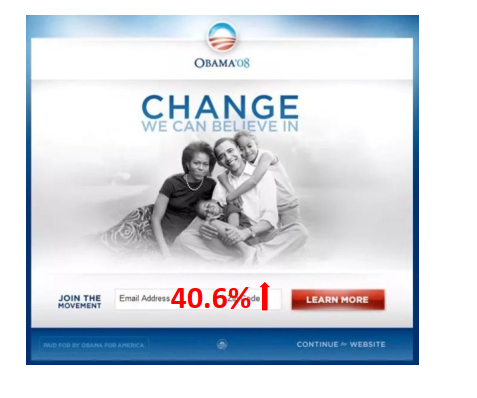 OBAMA'08
CHANGE
WE CAN BELIEVE IN
JOIN THE
MOVEMENT
Email Address
40.6%
Code
LEARN MORE
PAID FOR BY OBAMA FOR AMERICA
CONTINUE TO WEBSITE